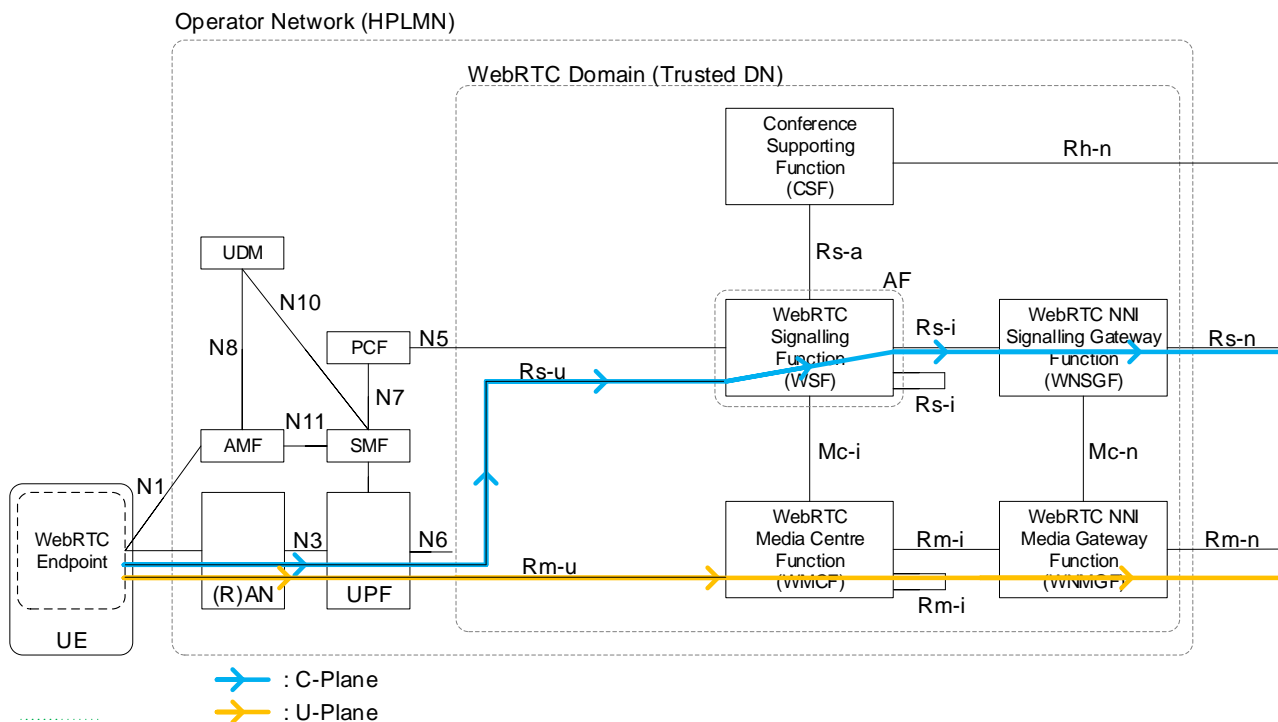 Operator Network (HPLMN)
WebRTC Domain (Trusted DN)
Conference
Supporting
Function
(CSF)
Rh-n
Rs-a
UDM
N10
N8
AF
PCF
N5
WebRTC
Signalling
Function
(WSF)
Rs-i
WebRTC NNI
Signalling Gateway
Function
(WNSGF)
Rs-n
Rs-u
Rs-i
N7
N11
AMF
SMF
Mc-i
Mc-n
N1
WebRTC
Endpoint
N3
N6
WebRTC
Media Centre
Function
(WMCF)
Rm-i
WebRTC NNI
Media Gateway
Function
(WNMGF)
Rm-n
Rm-u
Rm-i
(R)AN
UPF
UE
: C-Plane
: U-Plane